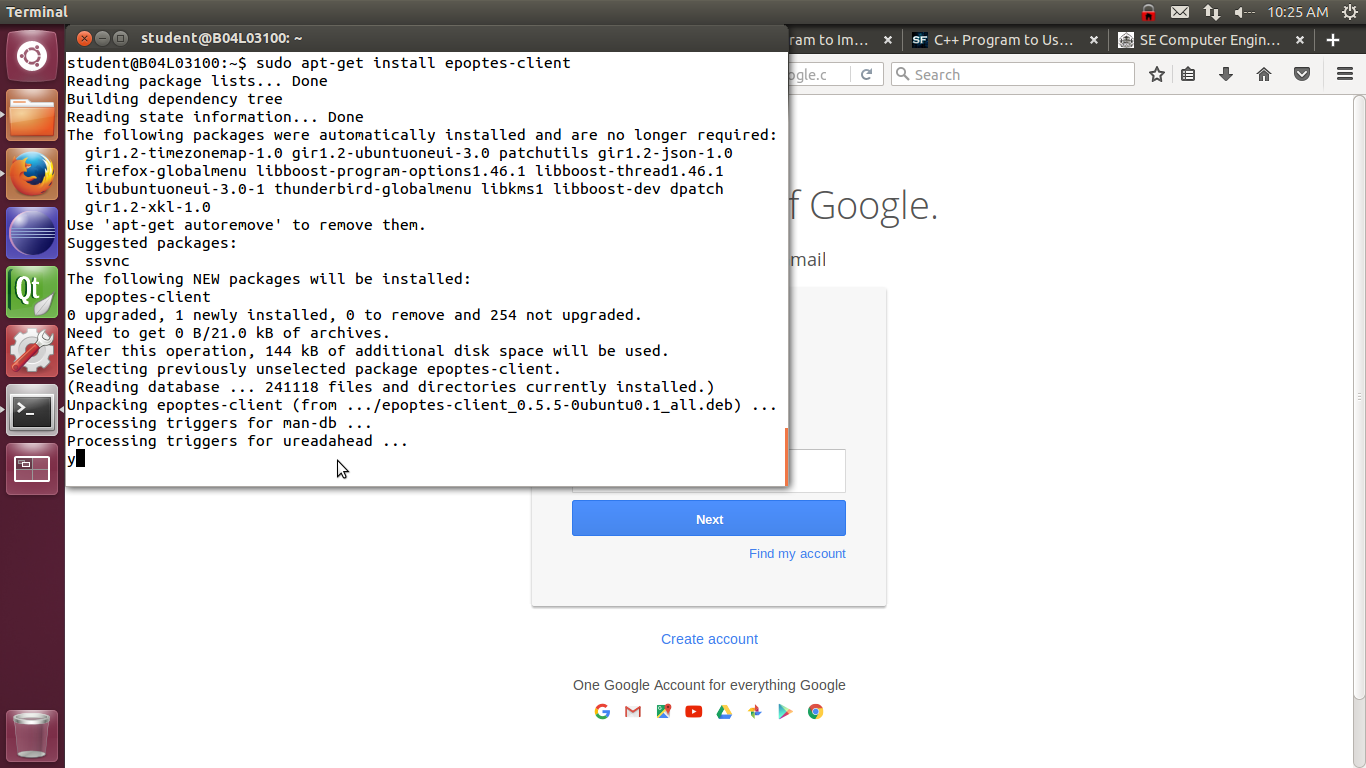 Terminal
10:25 AM
student@B04L03100: ~
student@B04L03100:~$ sudo apt-get install epoptes-client
Reading package lists... Done
Building dependency tree
Reading state information... Done
The following packages were automatically installed and are no longer required:
gir1.2-timezonemap-1.0 gir1.2-ubuntuoneui-3.0 patchutils gir1.2-json-1.0
firefox-globalmenu libboost-program-options1.46.1 libboost-thread1.46.1
libubuntuoneui-3.0-1 thunderbird-globalmenu libkms1 libboost-dev dpatch
gir1.2-xkl-1.0
Use 'apt-get autoremove' to remove them.
Suggested packages:
ssvnc
The following NEW packages will be installed:
epoptes-client
0 upgraded, 1 newly installed, 0 to remove and 254 not upgraded.
Need to get 0 B/21.0 kB of archives.
After this operation, 144 kB of additional disk space will be used.
Selecting previously unselected package epoptes-client.
(Reading database ... 241118 files and directories currently installed.)
Unpacking epoptes-client (from .../epoptes-client_0.5.5-0ubuntu0.1_all.deb) ...
Processing triggers for man-db ...
Processing triggers for ureadahead ...
y
ram to Im... × SF C++ Program to Us... × SE Computer Engin... ×
ogle.c Search
f Google.
mail
Next
Find my account
Create account
One Google Account for everything Google
Qt